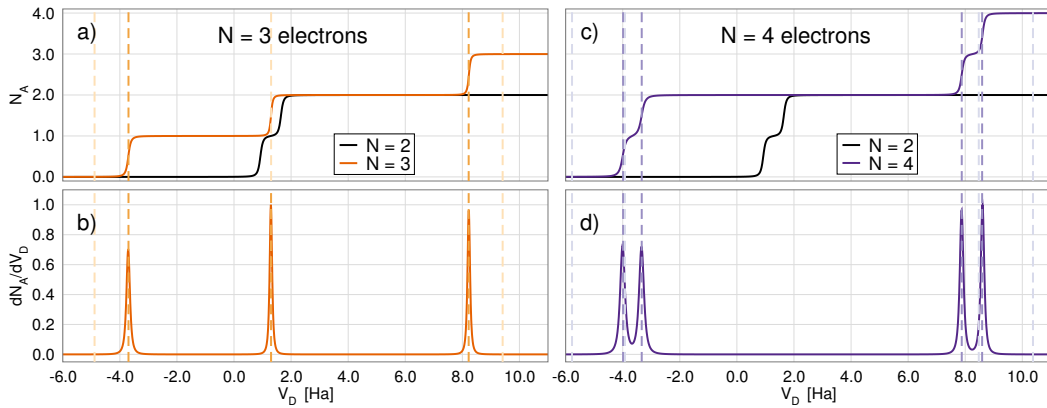 a) N = 3 electrons
N_A
4.0
3.0
2.0
1.0
0.0
N = 2
N = 3
c) N = 4 electrons
N = 2
N = 4
b)
dN_A/dV_D
1.0
0.8
0.6
0.4
0.2
0.0
-6.0 -4.0 -2.0 0.0 2.0 4.0 6.0 8.0 10.0
V_D [Ha]
d)
-6.0 -4.0 -2.0 0.0 2.0 4.0 6.0 8.0 10.0
V_D [Ha]